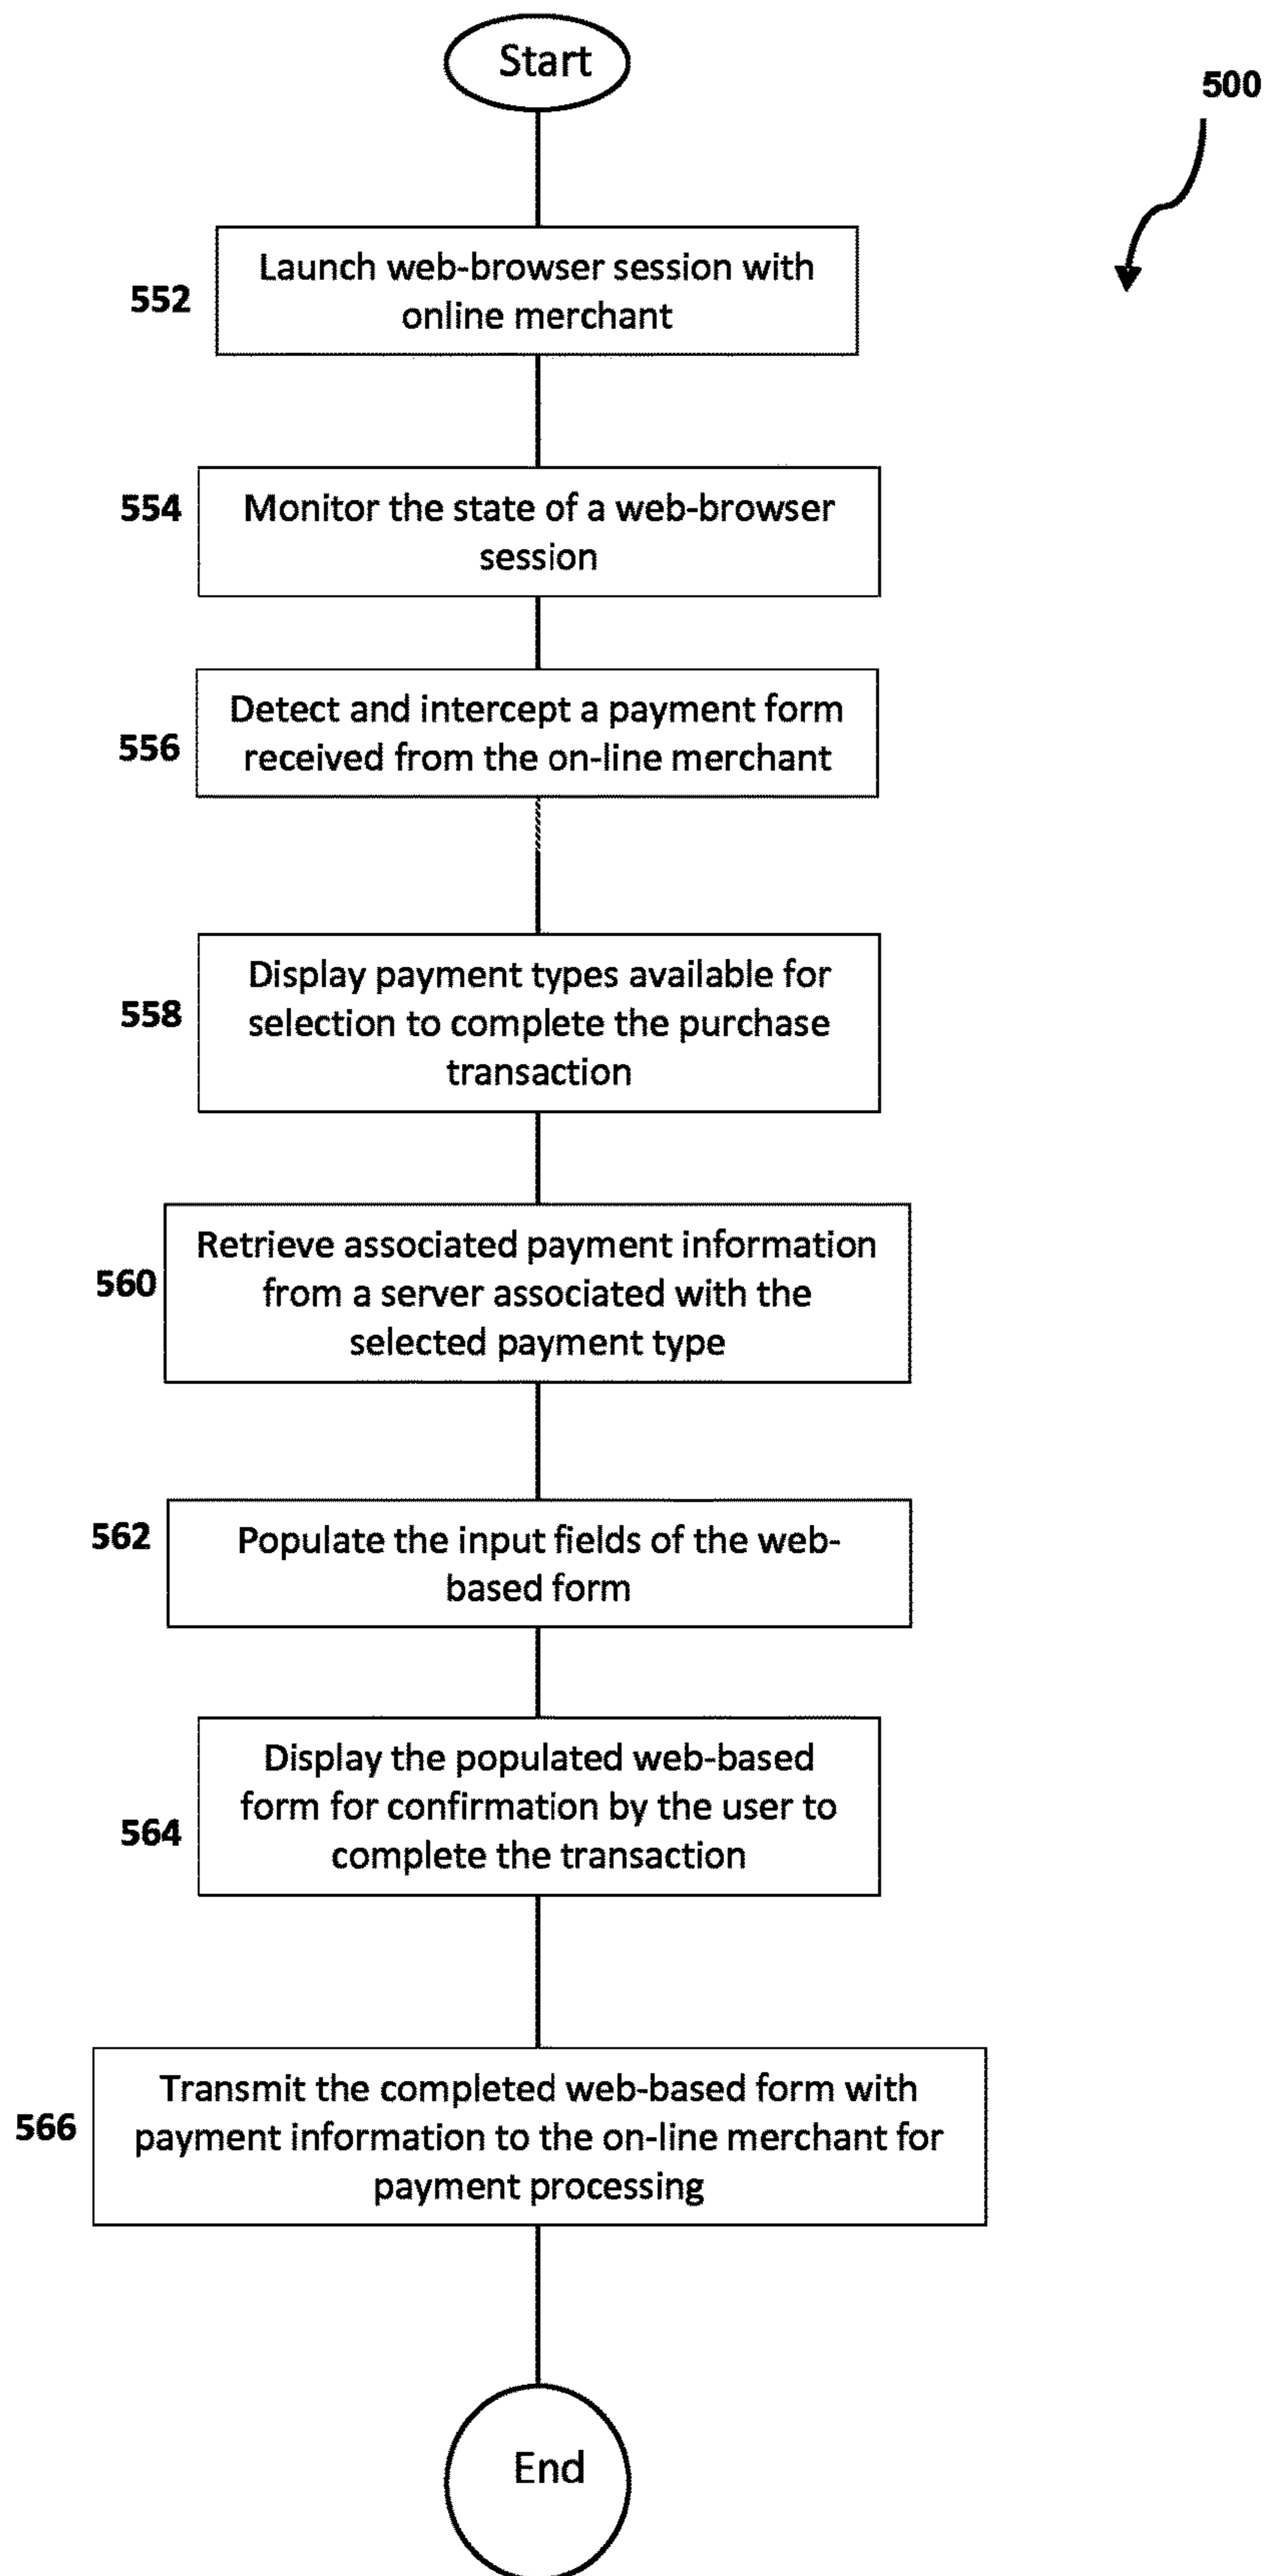 Start
500
552
Launch web-browser session with
online merchant
554
Monitor the state of a web-browser
session
556
Detect and intercept a payment form
received from the on-line merchant
558
Display payment types available for
selection to complete the purchase
transaction
560
Retrieve associated payment information
from a server associated with the
selected payment type
562
Populate the input fields of the web-
based form
564
Display the populated web-based
form for confirmation by the user to
complete the transaction
566
Transmit the completed web-based form with
payment information to the on-line merchant for
payment processing
End